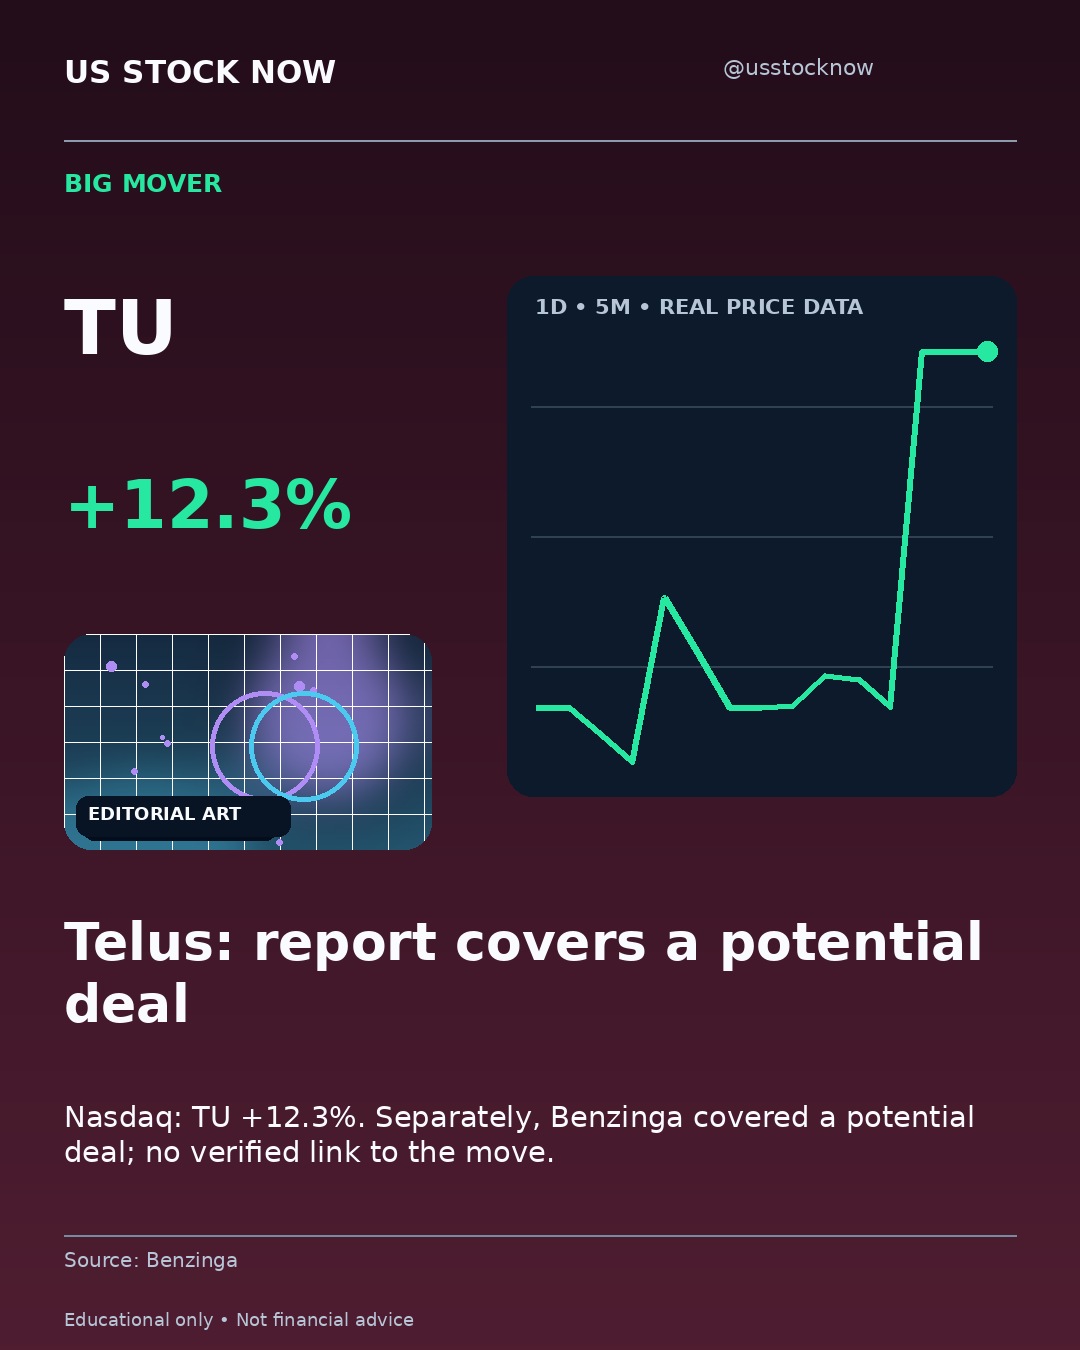 US STOCK NOW
@usstocknow
BIG MOVER
TU
+12.3%
1D • 5M • REAL PRICE DATA
EDITORIAL ART
Telus: report covers a potential
deal
Nasdaq: TU +12.3%. Separately, Benzinga covered a potential
deal; no verified link to the move.
Source: Benzinga
Educational only • Not financial advice